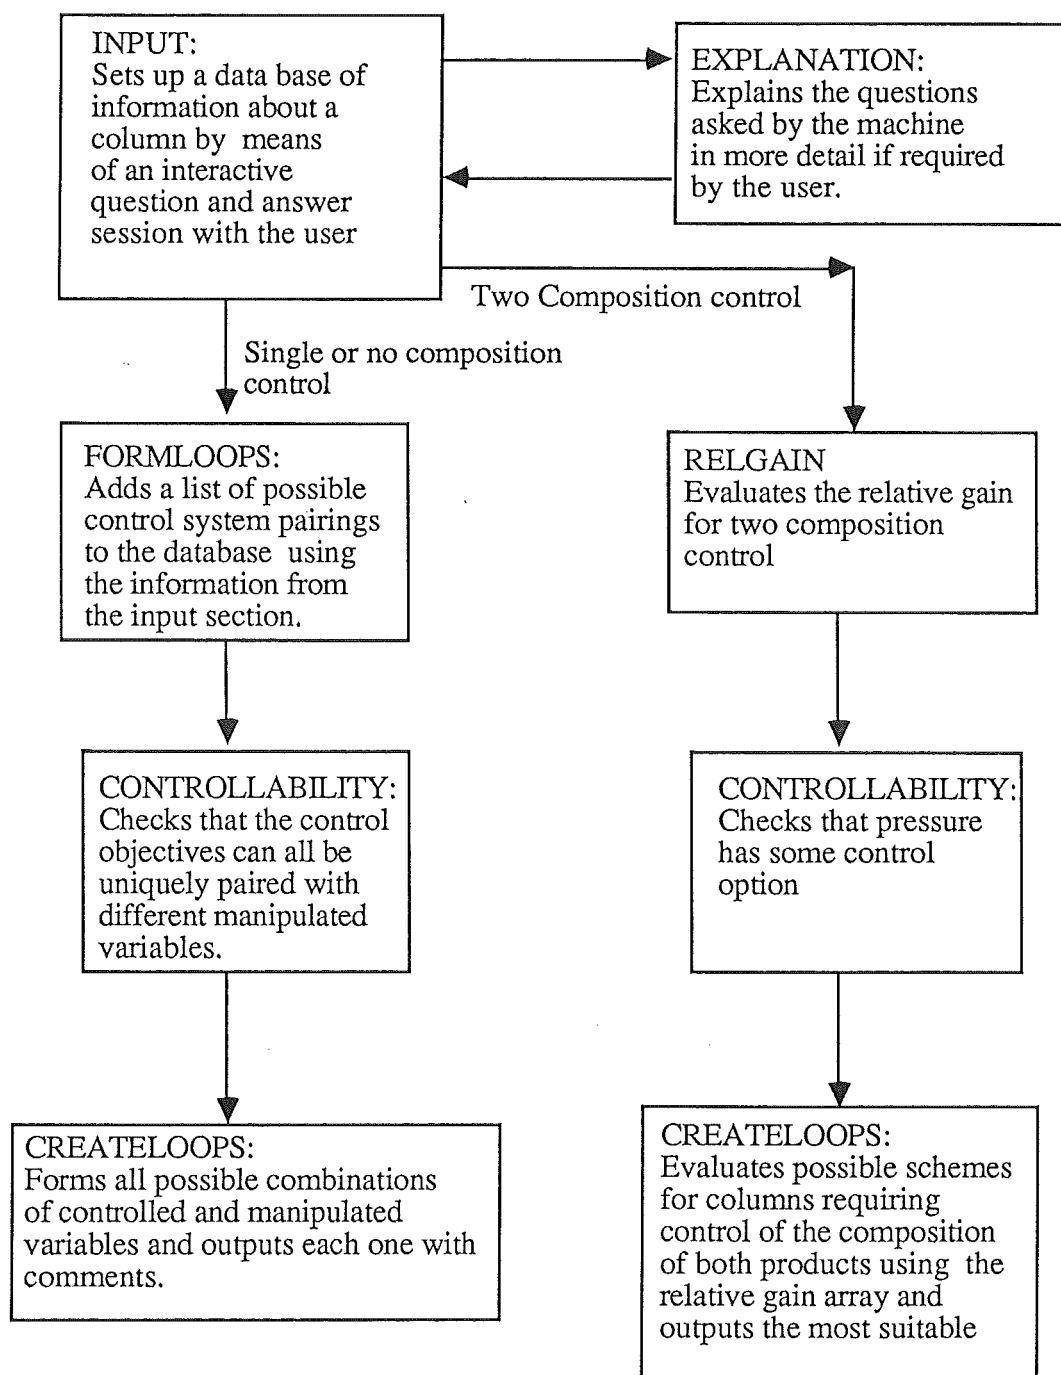 INPUT:
Sets up a data base of
information about a
column by means
of an interactive
question and answer
session with the user
EXPLANATION:
Explains the questions
asked by the machine
in more detail if required
by the user.
Two Composition control
Single or no composition
control
FORMLOOPS:
Adds a list of possible
control system pairings
to the database using
the information from
the input section.
RELGAIN
Evaluates the relative gain
for two composition
control
CONTROLLABILITY:
Checks that the control
objectives can all be
uniquely paired with
different manipulated
variables.
CONTROLLABILITY:
Checks that pressure
has some control
option
CREATELOOPS:
Forms all possible combinations
of controlled and manipulated
variables and outputs each one with
comments.
CREATELOOPS:
Evaluates possible schemes
for columns requiring
control of the composition
of both products using the
relative gain array and
outputs the most suitable